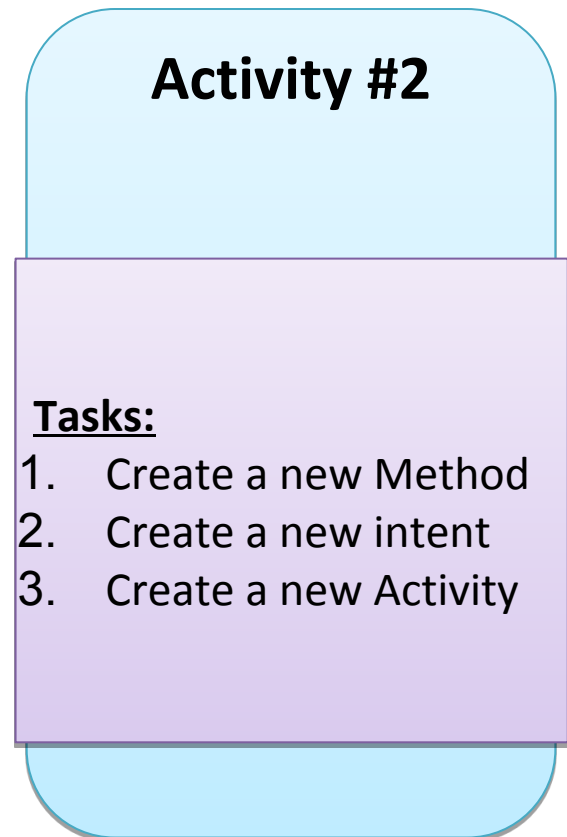 Activity #2
Tasks:
1. Create a new Method
2. Create a new intent
3. Create a new Activity